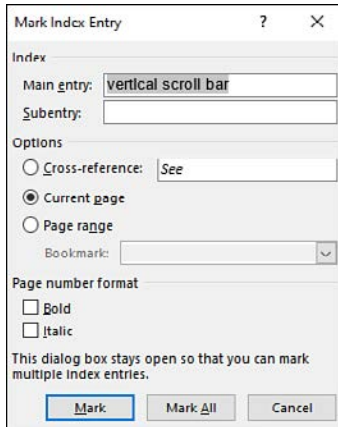 Mark Index Entry ? ×
Index
Main entry: vertical scroll bar
Subentry:
Options
Cross-reference: See
Current page
Page range
Bookmark:
Page number format
Bold
Italic
This dialog box stays open so that you can mark
multiple index entries.
Mark Mark All Cancel